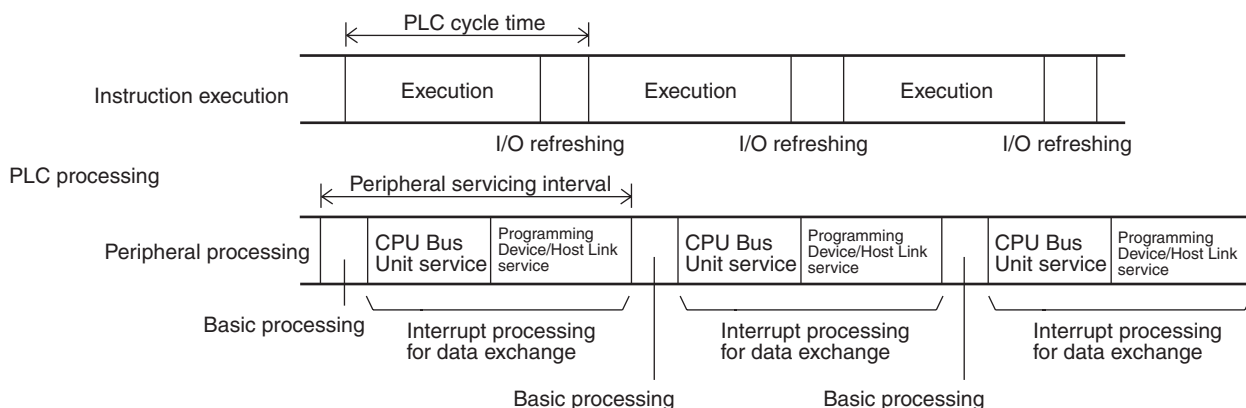 PLC cycle time
Instruction execution
Execution
Execution
Execution
I/O refreshing
I/O refreshing
I/O refreshing
PLC processing
Peripheral servicing interval
Peripheral processing
CPU Bus
Unit service
Programming
Device/Host Link
service
CPU Bus
Unit service
Programming
Device/Host Link
service
CPU Bus
Unit service
Programming
Device/Host Link
service
Basic processing
Interrupt processing
for data exchange
Interrupt processing
for data exchange
Interrupt processing
for data exchange
Basic processing
Basic processing